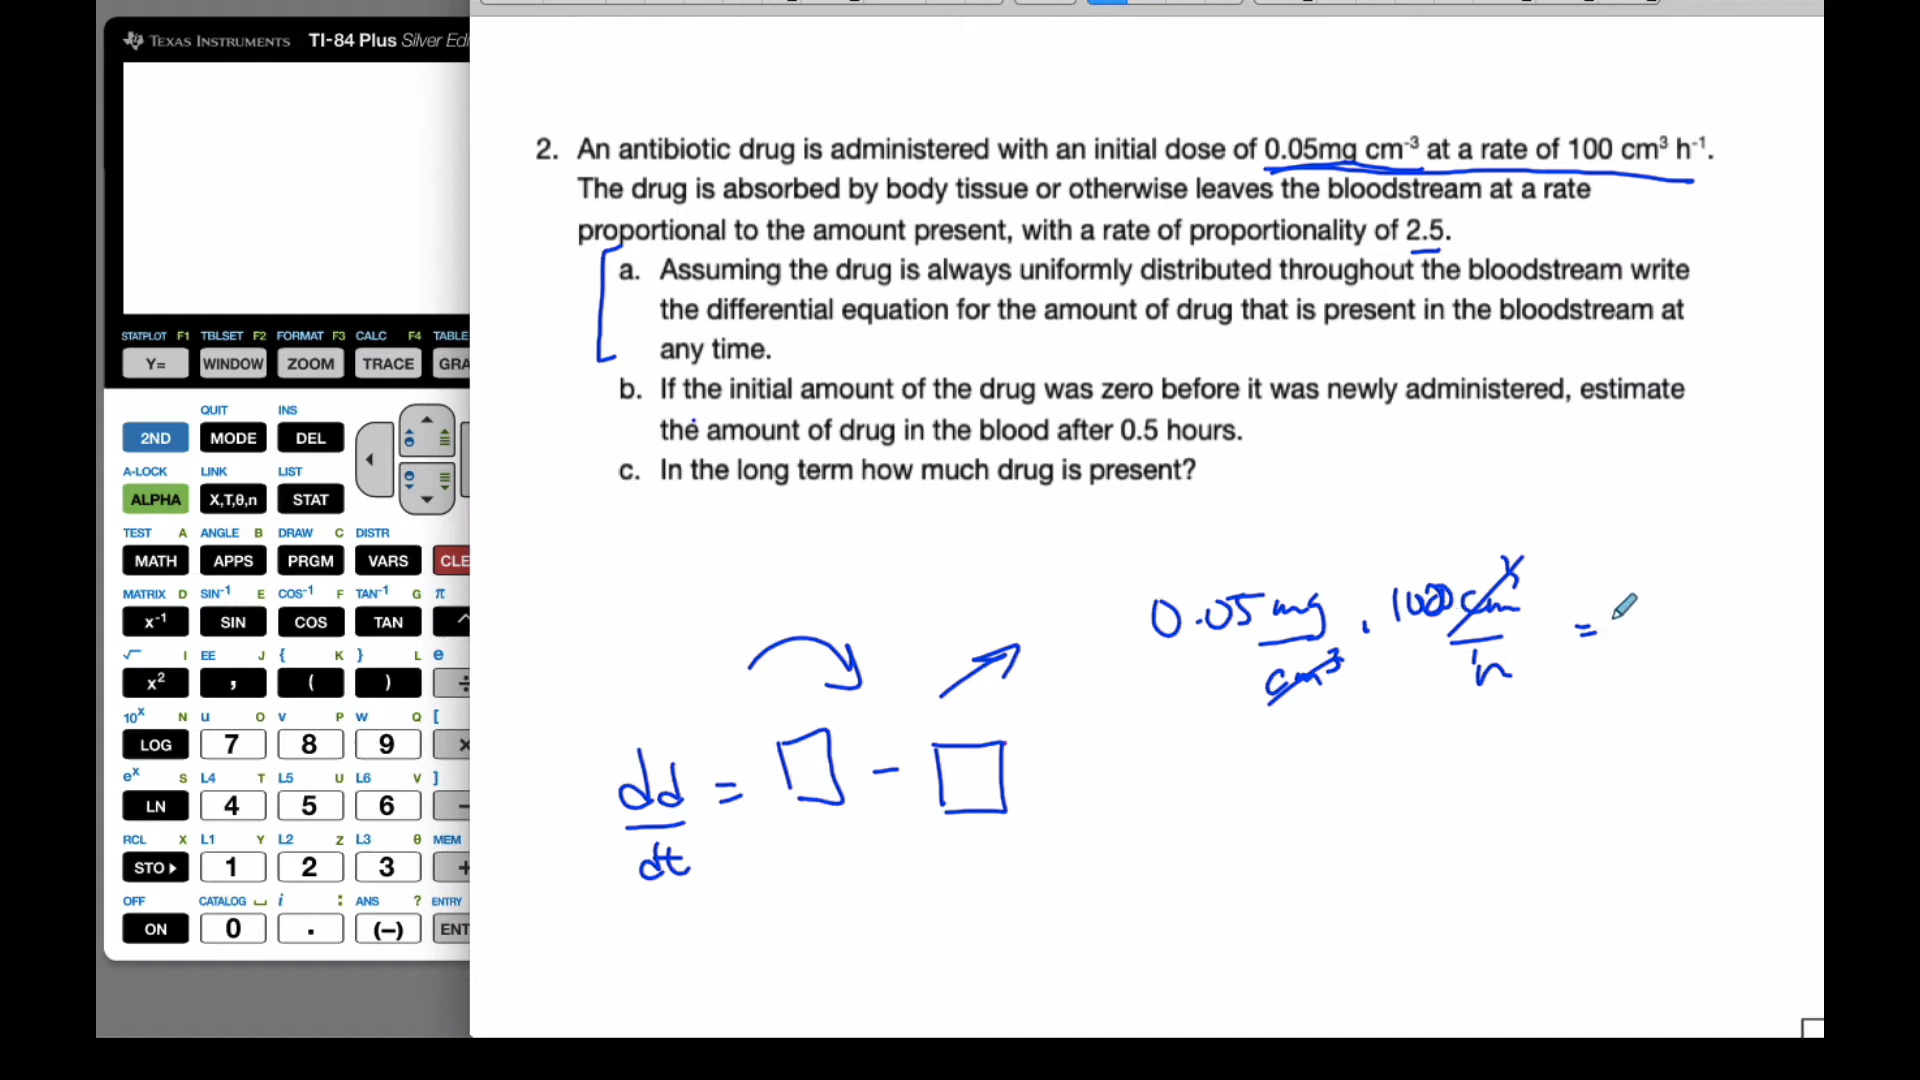 TEXAS INSTRUMENTS TI-84 Plus Silver Edi
STATPLOT F1 TBLSET F2 FORMAT F3 CALC F4 TABLE
Y= WINDOW ZOOM TRACE GRA
QUIT INS
2ND MODE DEL
A-LOCK LINK LIST
ALPHA X,T,θ,n STAT
TEST A ANGLE B DRAW C DISTR
MATH APPS PRGM VARS CLE
MATRIX D SIN⁻¹ E COS⁻¹ F TAN⁻¹ G π
x⁻¹ SIN COS TAN ^
√ I EE J { K } L e
x² , ( ) ÷
10ˣ N u O v P w Q [
LOG 7 8 9 ×
eˣ S L4 T L5 U L6 V ]
LN 4 5 6 −
RCL X L1 Y L2 Z L3 θ MEM
STO▸ 1 2 3 +
OFF CATALOG ⎵ i : ANS ? ENTRY
ON 0 . (−) ENT
2. An antibiotic drug is administered with an initial dose of 0.05mg cm⁻³ at a rate of 100 cm³ h⁻¹.
The drug is absorbed by body tissue or otherwise leaves the bloodstream at a rate
proportional to the amount present, with a rate of proportionality of 2.5.
a. Assuming the drug is always uniformly distributed throughout the bloodstream write
the differential equation for the amount of drug that is present in the bloodstream at
any time.
b. If the initial amount of the drug was zero before it was newly administered, estimate
the amount of drug in the blood after 0.5 hours.
c. In the long term how much drug is present?
0.05 mg/cm³ . 100 cm³/h =
dd/dt = □ - □